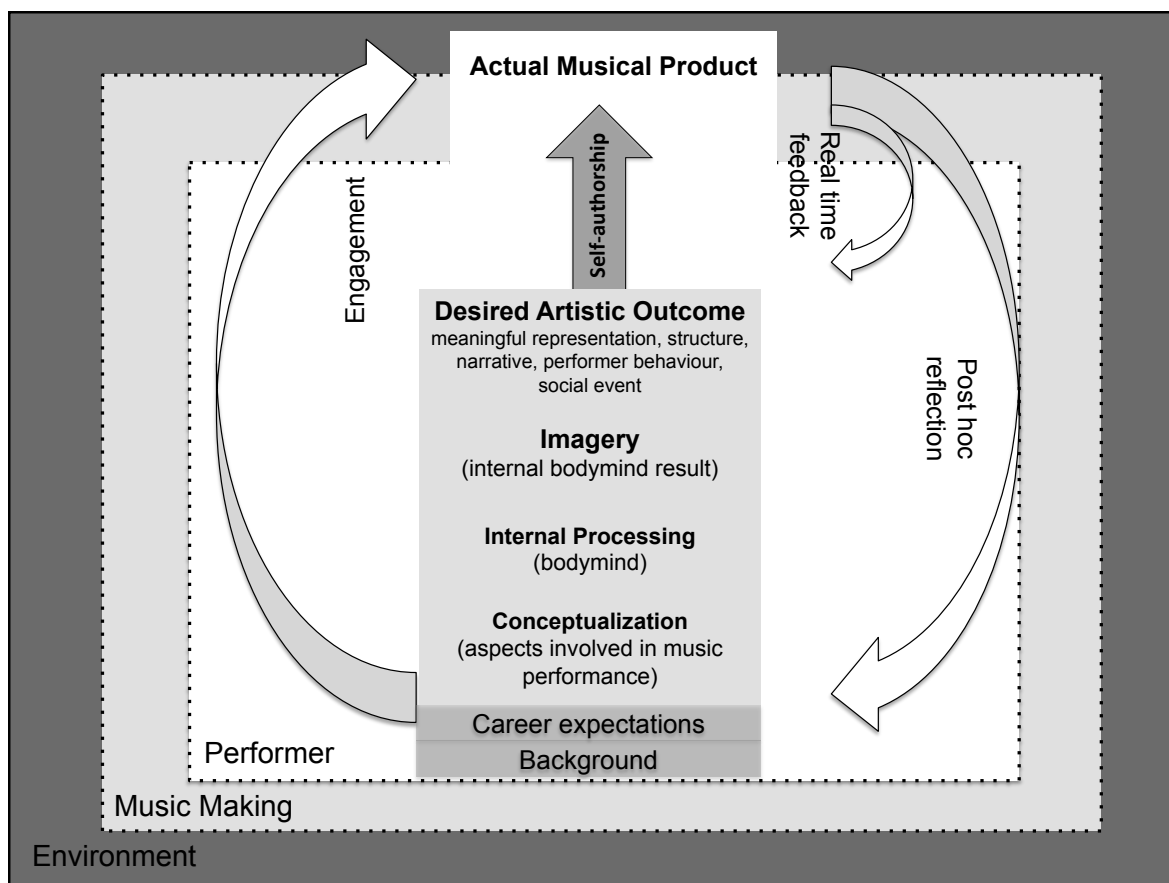 Actual Musical Product
Self-authorship
Engagement
Real time
feedback
Desired Artistic Outcome
meaningful representation, structure,
narrative, performer behaviour,
social event
Imagery
(internal bodymind result)
Post hoc
reflection
Internal Processing
(bodymind)
Conceptualization
(aspects involved in music
performance)
Career expectations
Background
Performer
Music Making
Environment